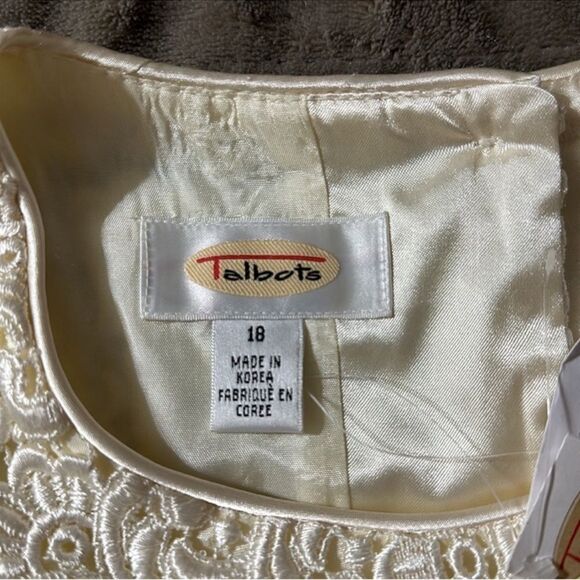 Talbots
18
MADE IN
KOREA
FABRIQUÉ EN
COREE